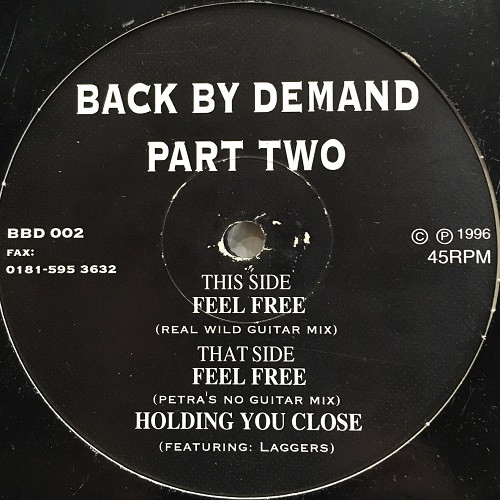 BACK BY DEMAND
PART TWO
BBD 002
FAX:
0181-595 3632
© ℗ 1996
45RPM
THIS SIDE
FEEL FREE
(REAL WILD GUITAR MIX)
THAT SIDE
FEEL FREE
(PETRA'S NO GUITAR MIX)
HOLDING YOU CLOSE
(FEATURING: LAGGERS)